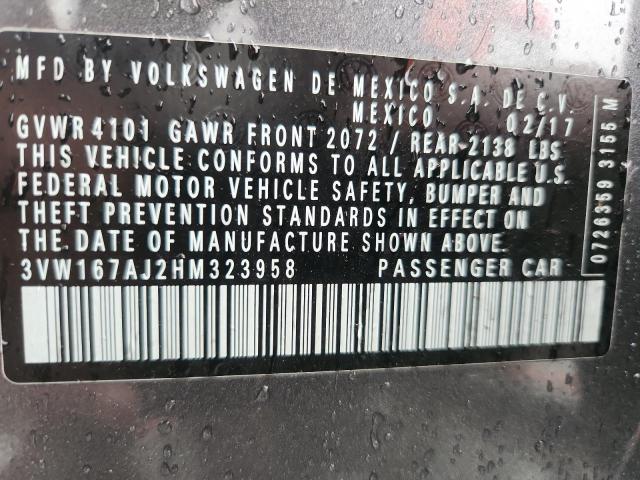 MFD BY VOLKSWAGEN DE MEXICO S.A. DE C.V.
MEXICO 02/17
GVWR 4101 GAWR FRONT 2072 / REAR-2138 LBS
THIS VEHICLE CONFORMS TO ALL APPLICABLE U.S.
FEDERAL MOTOR VEHICLE SAFETY, BUMPER AND
THEFT PREVENTION STANDARDS IN EFFECT ON
THE DATE OF MANUFACTURE SHOWN ABOVE.
3VW167AJ2HM323958 PASSENGER CAR
0726359 3155 M